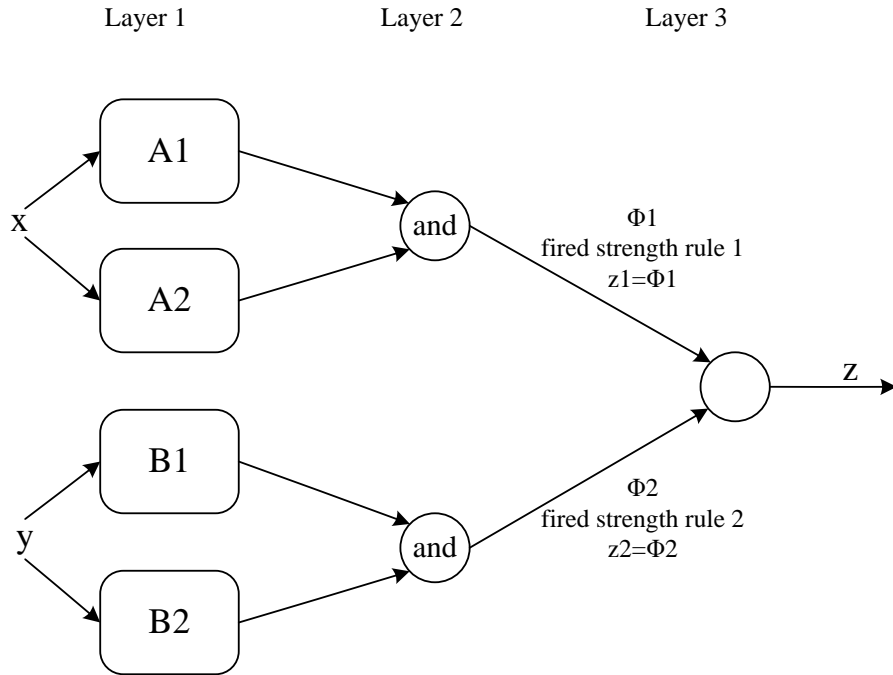 Layer 1
Layer 2
Layer 3
A1
x
and
A2
Φ1
fired strength rule 1
z1=Φ1
z
B1
y
and
B2
Φ2
fired strength rule 2
z2=Φ2